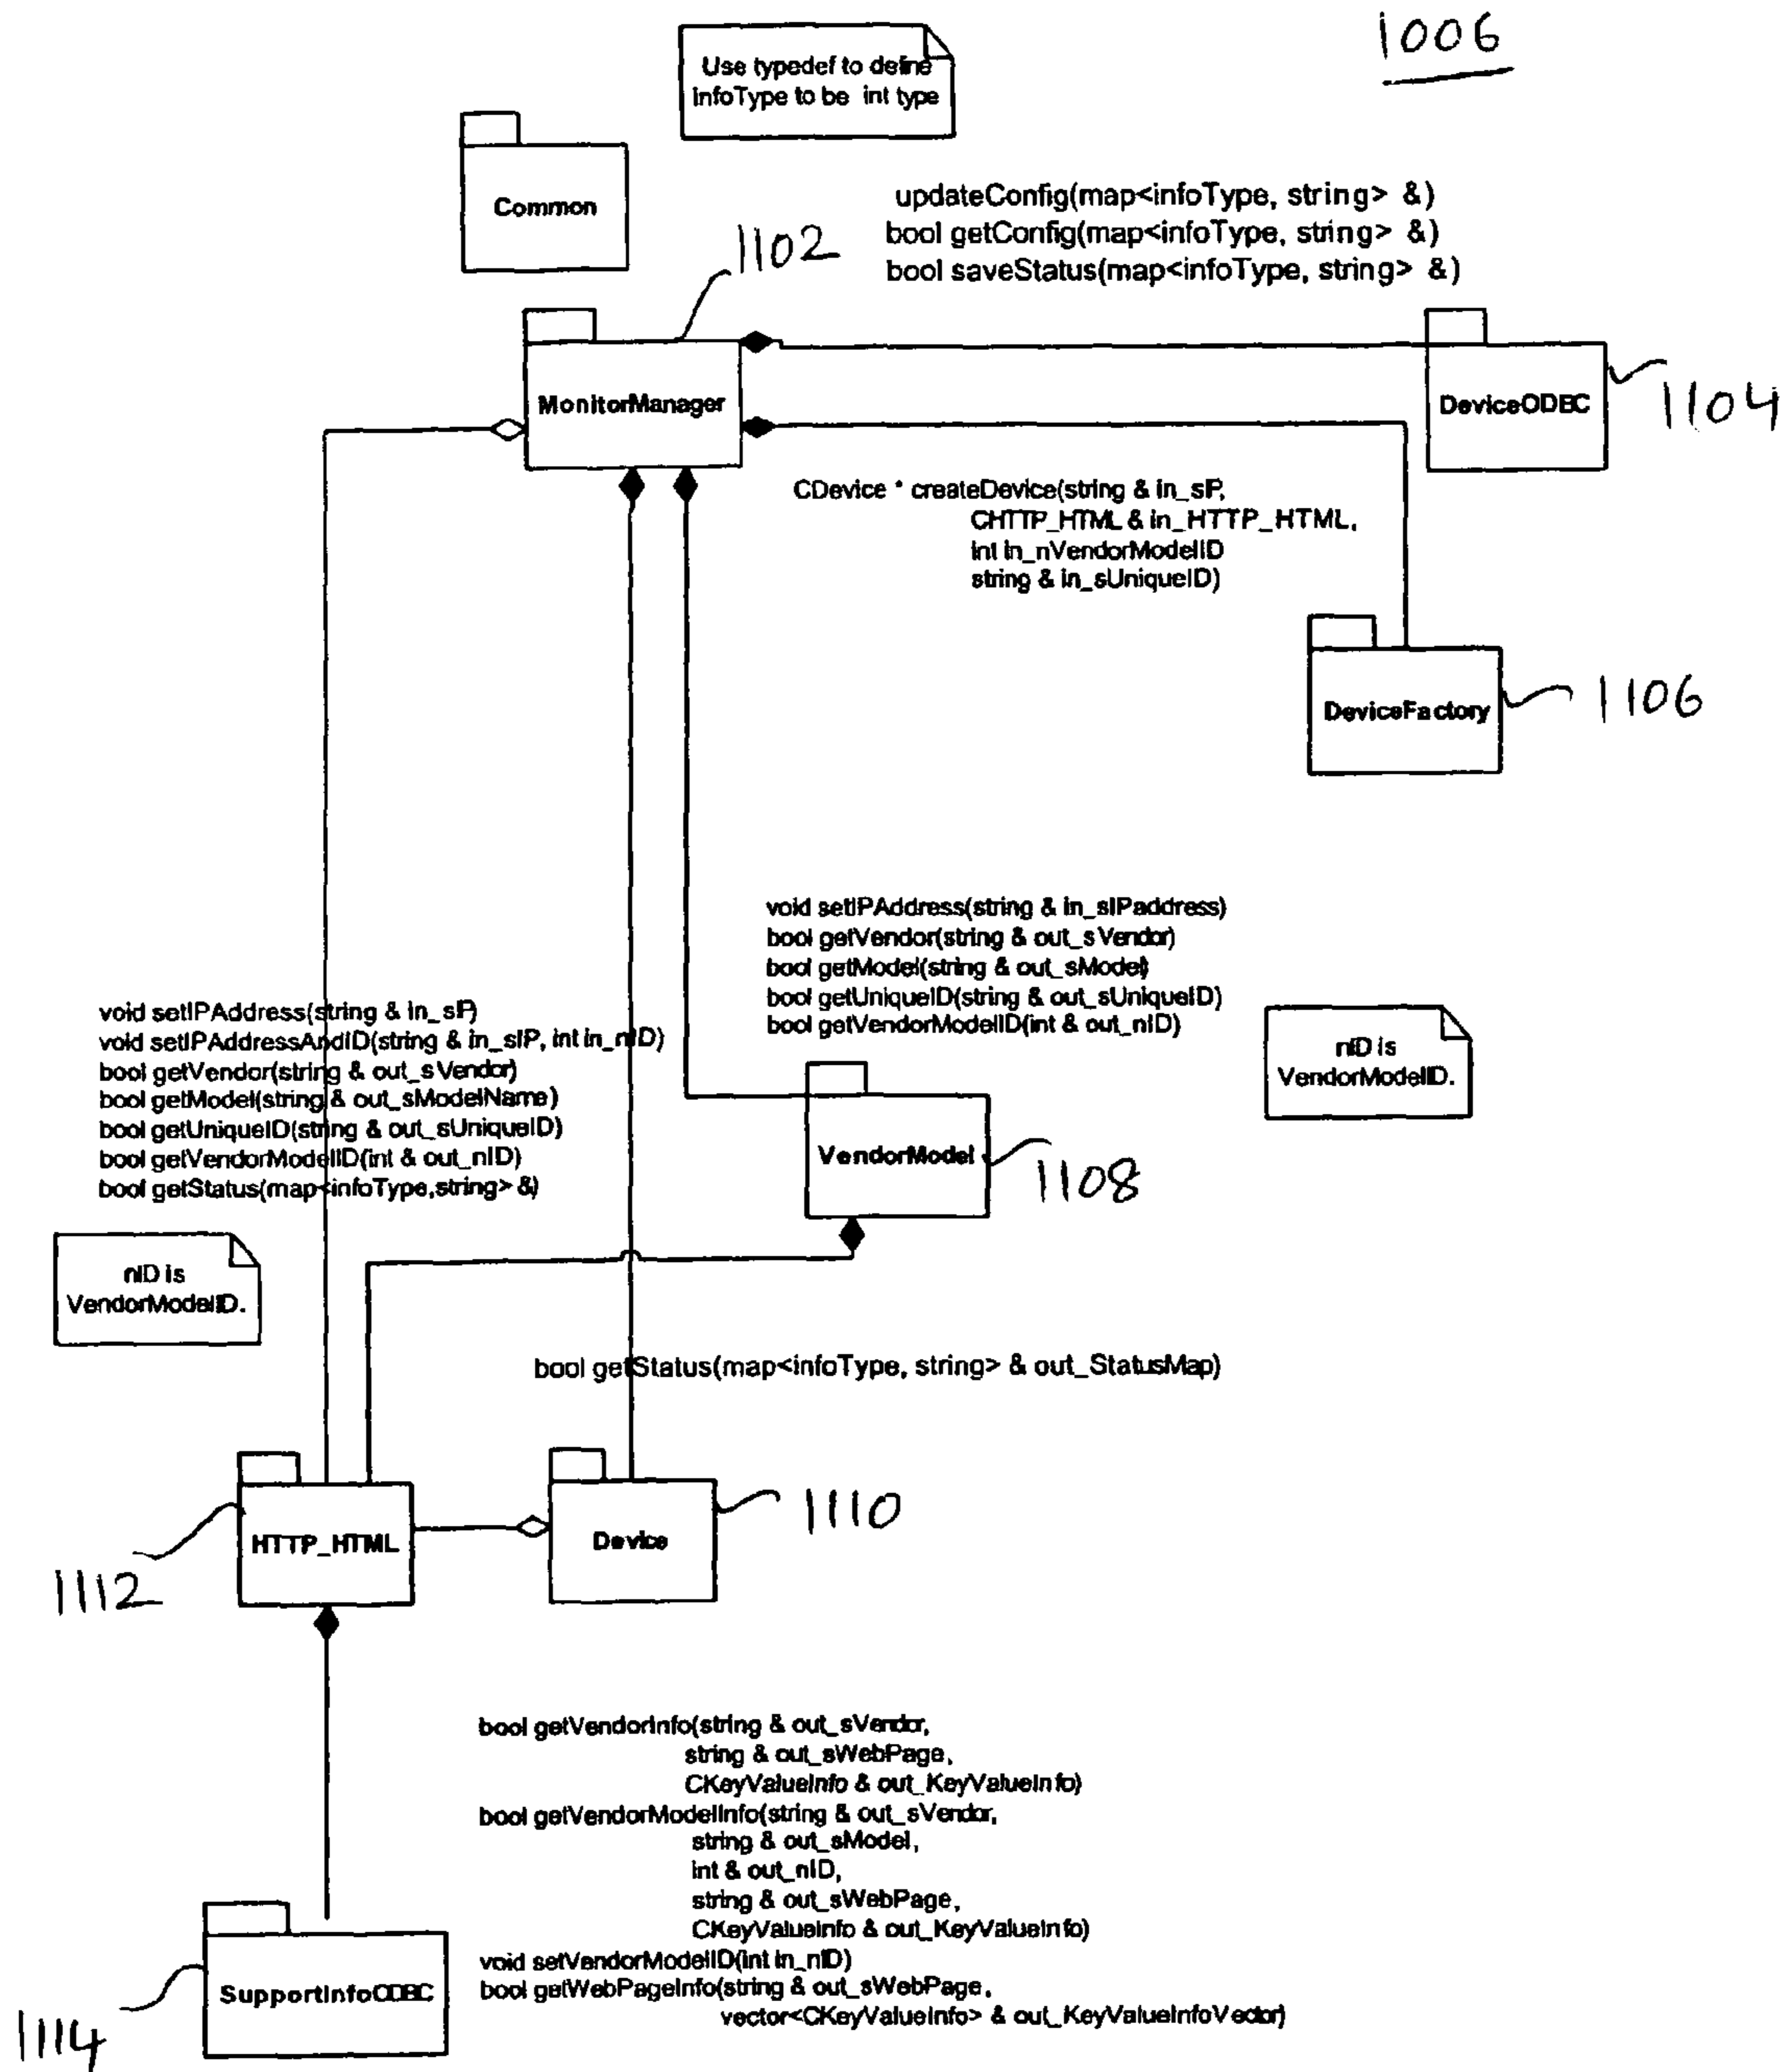 1006
Use typedef to define
infoType to be int type
Common
updateConfig(map<infoType, string> &)
bool getConfig(map<infoType, string> &)
bool saveStatus(map<infoType, string> &)
1102
MonitorManager
DeviceODBC
1104
CDevice * createDevice(string & in_sIP,
CHTTP_HTML & in_HTTP_HTML,
int in_nVendorModelID
string & in_sUniqueID)
DeviceFactory
1106
void setIPAddress(string & in_sIPaddress)
bool getVendor(string & out_sVendor)
bool getModel(string & out_sModel)
bool getUniqueID(string & out_sUniqueID)
bool getVendorModelID(int & out_nID)
void setIPAddress(string & in_sIP)
void setIPAddressAndID(string & in_sIP, int in_nID)
bool getVendor(string & out_sVendor)
bool getModel(string & out_sModelName)
bool getUniqueID(string & out_sUniqueID)
bool getVendorModelID(int & out_nID)
bool getStatus(map<infoType,string> &)
nID is
VendorModelID.
VendorModel
1108
nID is
VendorModelID.
bool getStatus(map<infoType, string> & out_StatusMap)
HTTP_HTML
1112
Device
1110
bool getVendorInfo(string & out_sVendor,
string & out_sWebPage,
CKeyValueInfo & out_KeyValueInfo)
bool getVendorModelInfo(string & out_sVendor,
string & out_sModel,
int & out_nID,
string & out_sWebPage,
CKeyValueInfo & out_KeyValueInfo)
void setVendorModelID(int in_nID)
bool getWebPageInfo(string & out_sWebPage,
vector<CKeyValueInfo> & out_KeyValueInfoVector)
SupportInfoODBC
1114